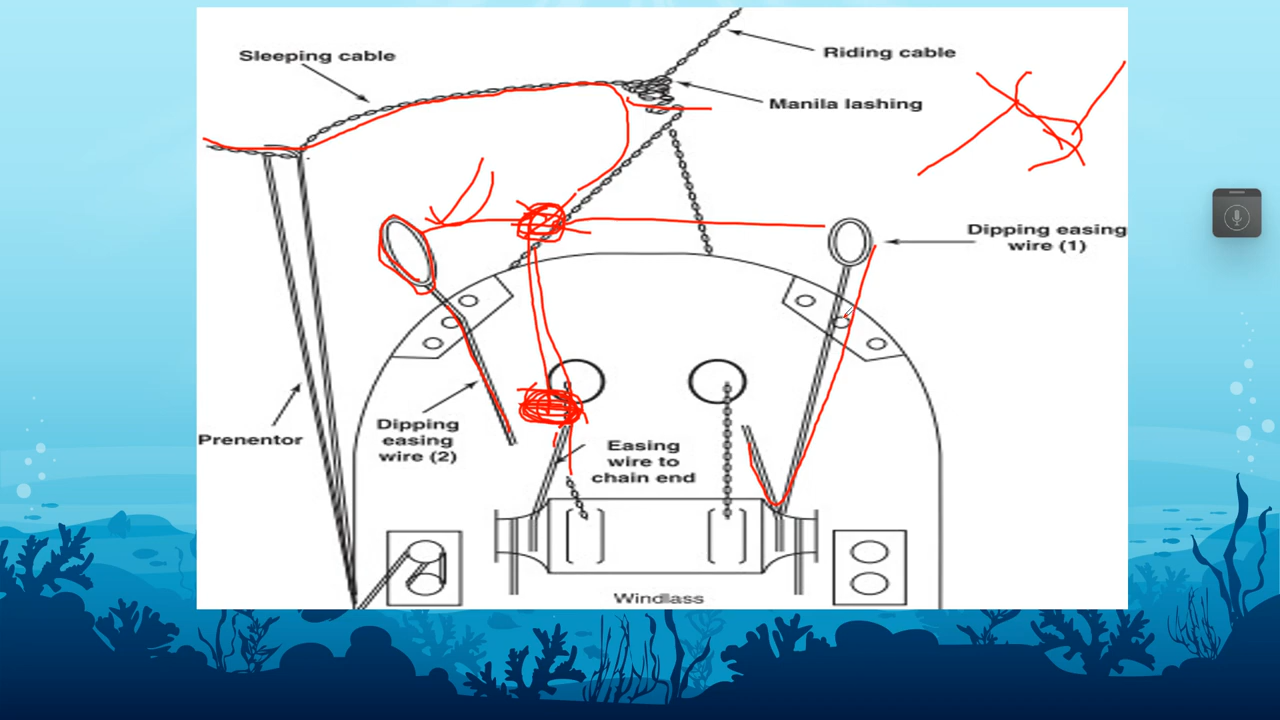 Sleeping cable
Riding cable
Manila lashing
Dipping easing
wire (1)
Prenentor
Dipping
easing
wire (2)
Easing
wire to
chain end
Windlass